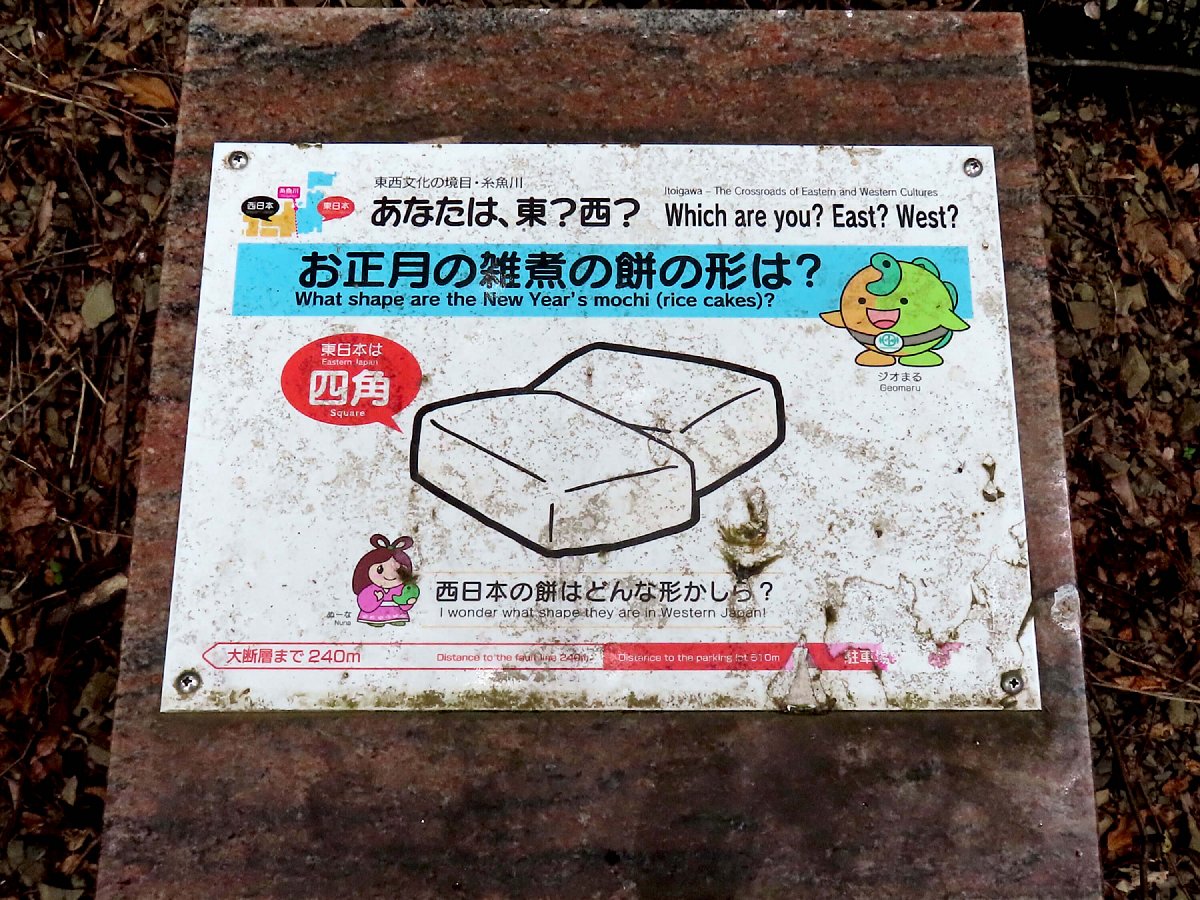 西日本
糸魚川
東日本
東西文化の境目・糸魚川
あなたは、東?西?
Itoigawa – The Crossroads of Eastern and Western Cultures
Which are you? East? West?
お正月の雑煮の餅の形は?
What shape are the New Year's mochi (rice cakes)?
東日本は
Eastern Japan
四角
Square
ジオまる
Geomaru
ぬーな
Nuna
西日本の餅はどんな形かしら?
I wonder what shape they are in Western Japan!
大断層まで 240m
Distance to the fault line 240m
Distance to the parking lot 510m
駐車